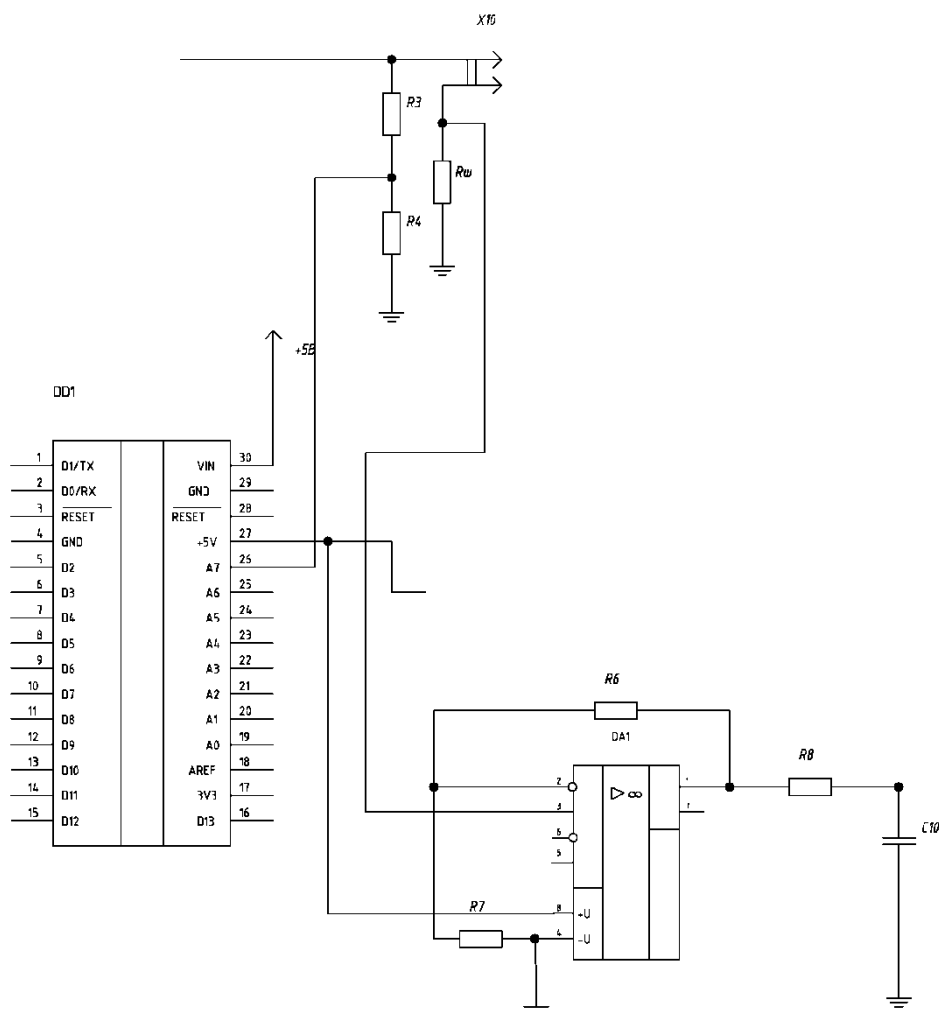 X10
R3
Rш
R4
+5В
DD1
1 D1/TX VIN 30
2 D0/RX GND 29
3 RESET RESET 28
4 GND +5V 27
5 D2 A7 26
6 D3 A6 25
7 D4 A5 24
8 D5 A4 23
9 D6 A3 22
10 D7 A2 21
11 D8 A1 20
12 D9 A0 19
13 D10 AREF 18
14 D11 3V3 17
15 D12 D13 16
R6
DA1
R8
2 ▷ ∞ 1
3 7
6
5
C10
R7
8 +U
4 -U